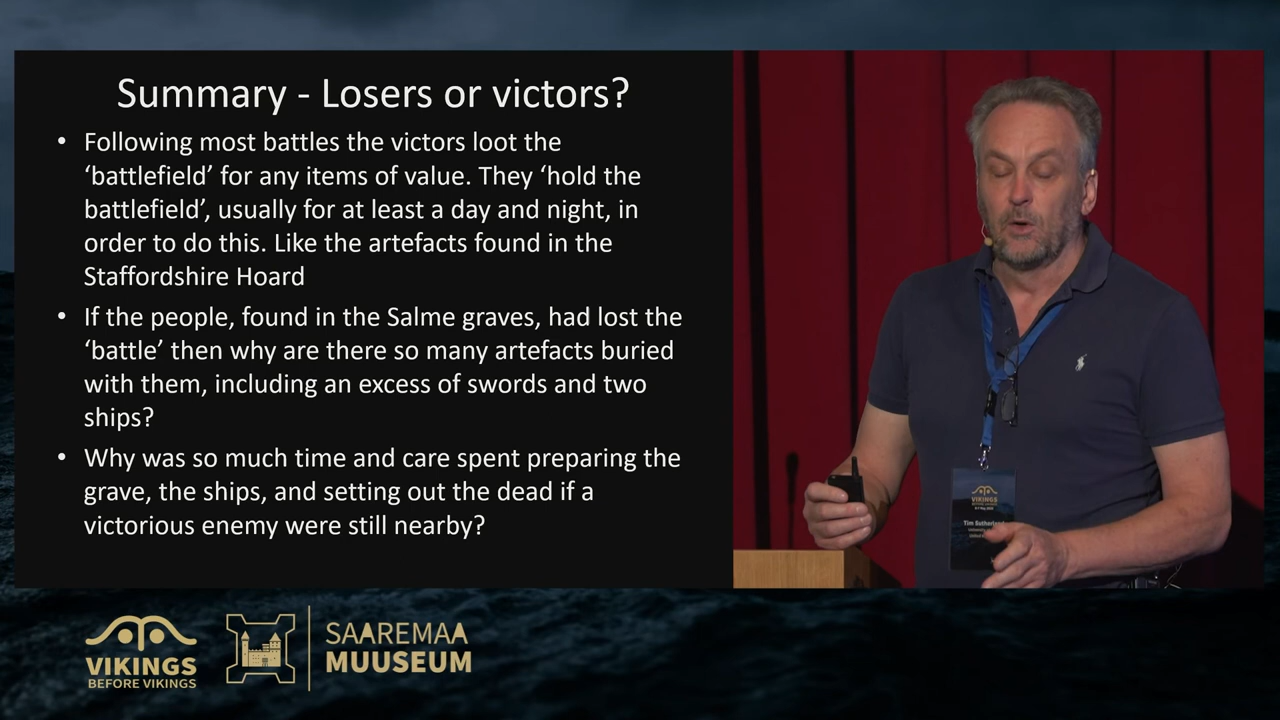 Summary - Losers or victors?
• Following most battles the victors loot the
‘battlefield’ for any items of value. They ‘hold the
battlefield’, usually for at least a day and night, in
order to do this. Like the artefacts found in the
Staffordshire Hoard
• If the people, found in the Salme graves, had lost the
‘battle’ then why are there so many artefacts buried
with them, including an excess of swords and two
ships?
• Why was so much time and care spent preparing the
grave, the ships, and setting out the dead if a
victorious enemy were still nearby?
VIKINGS
BEFORE VIKINGS
Tim Sutherland
VIKINGS
BEFORE VIKINGS
SAAREMAA
MUUSEUM